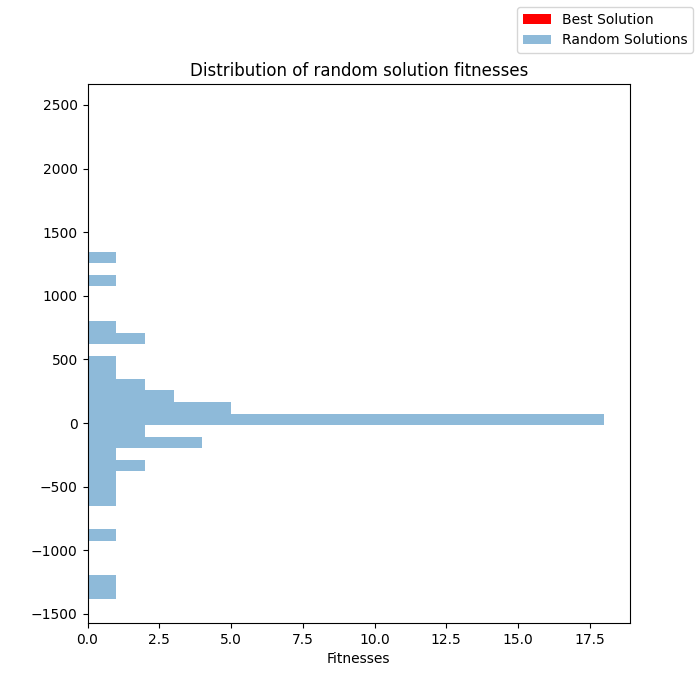 Best Solution
Random Solutions
Distribution of random solution fitnesses
2500
2000
1500
1000
500
0
−500
−1000
−1500
0.0 2.5 5.0 7.5 10.0 12.5 15.0 17.5
Fitnesses